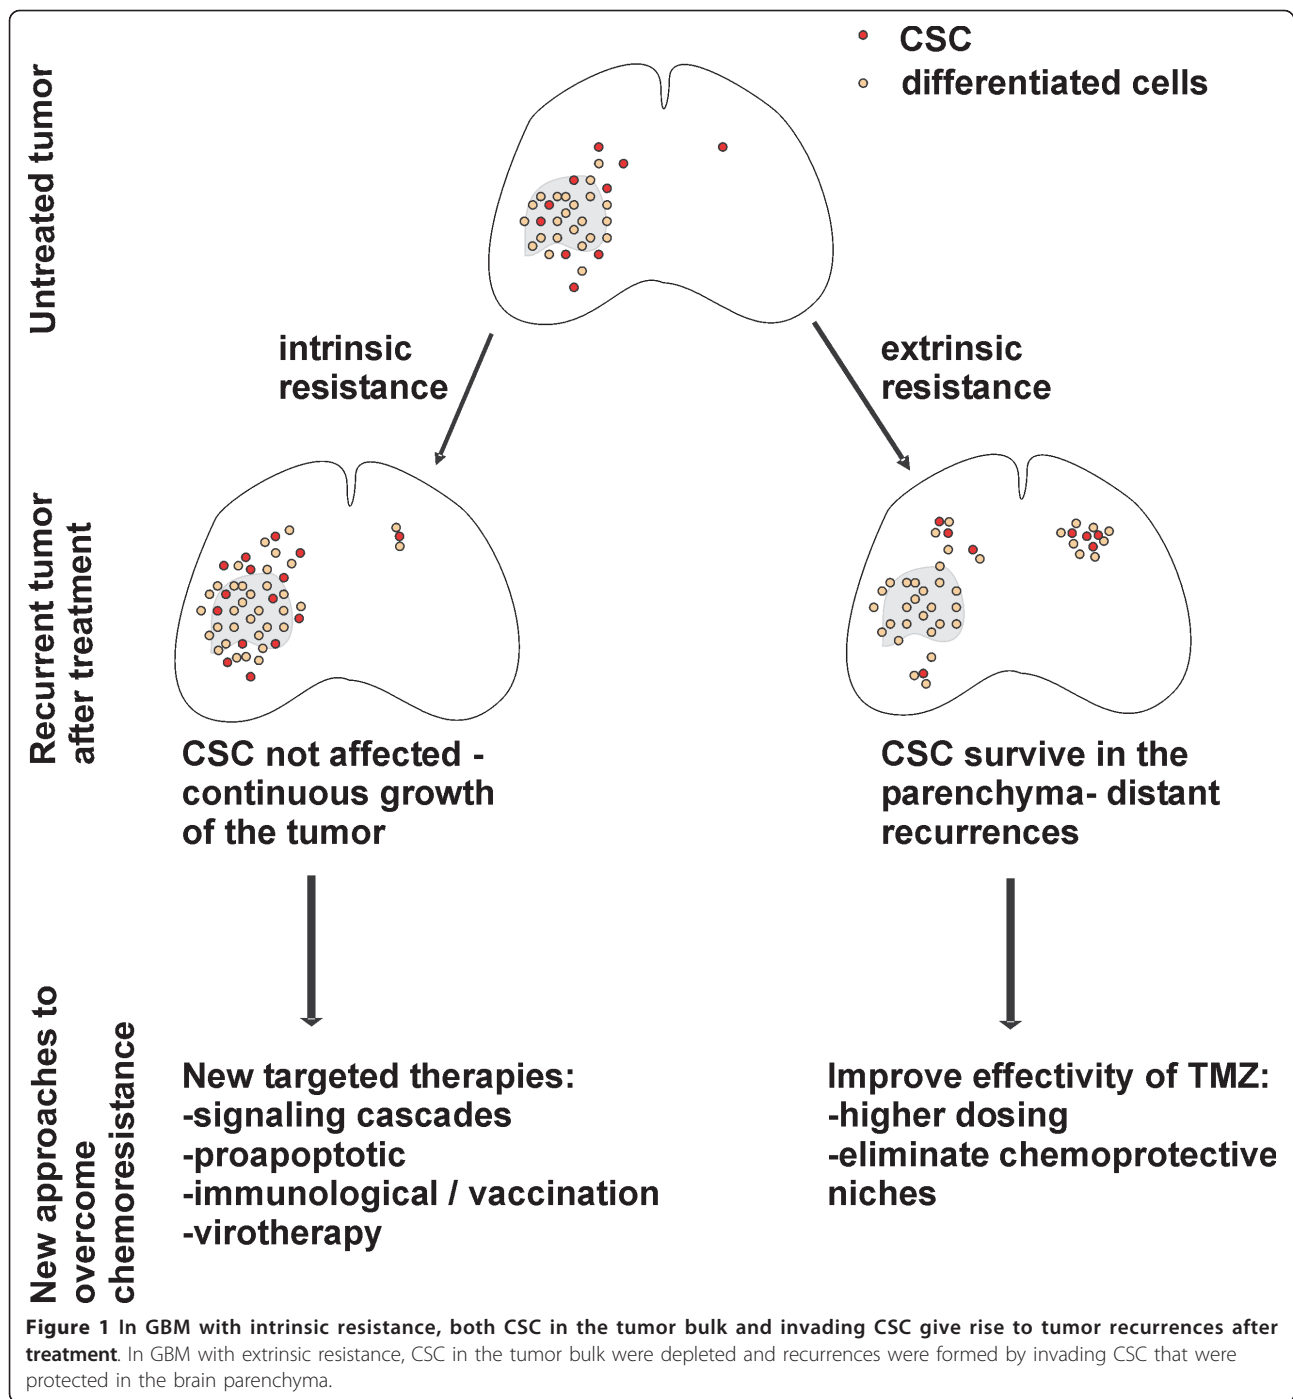 CSC
differentiated cells
Untreated tumor
intrinsic
resistance
extrinsic
resistance
Recurrent tumor
after treatment
CSC not affected -
continuous growth
of the tumor
CSC survive in the
parenchyma- distant
recurrences
New approaches to
overcome
chemoresistance
New targeted therapies:
-signaling cascades
-proapoptotic
-immunological / vaccination
-virotherapy
Improve effectivity of TMZ:
-higher dosing
-eliminate chemoprotective
niches
Figure 1 In GBM with intrinsic resistance, both CSC in the tumor bulk and invading CSC give rise to tumor recurrences after
treatment. In GBM with extrinsic resistance, CSC in the tumor bulk were depleted and recurrences were formed by invading CSC that were
protected in the brain parenchyma.